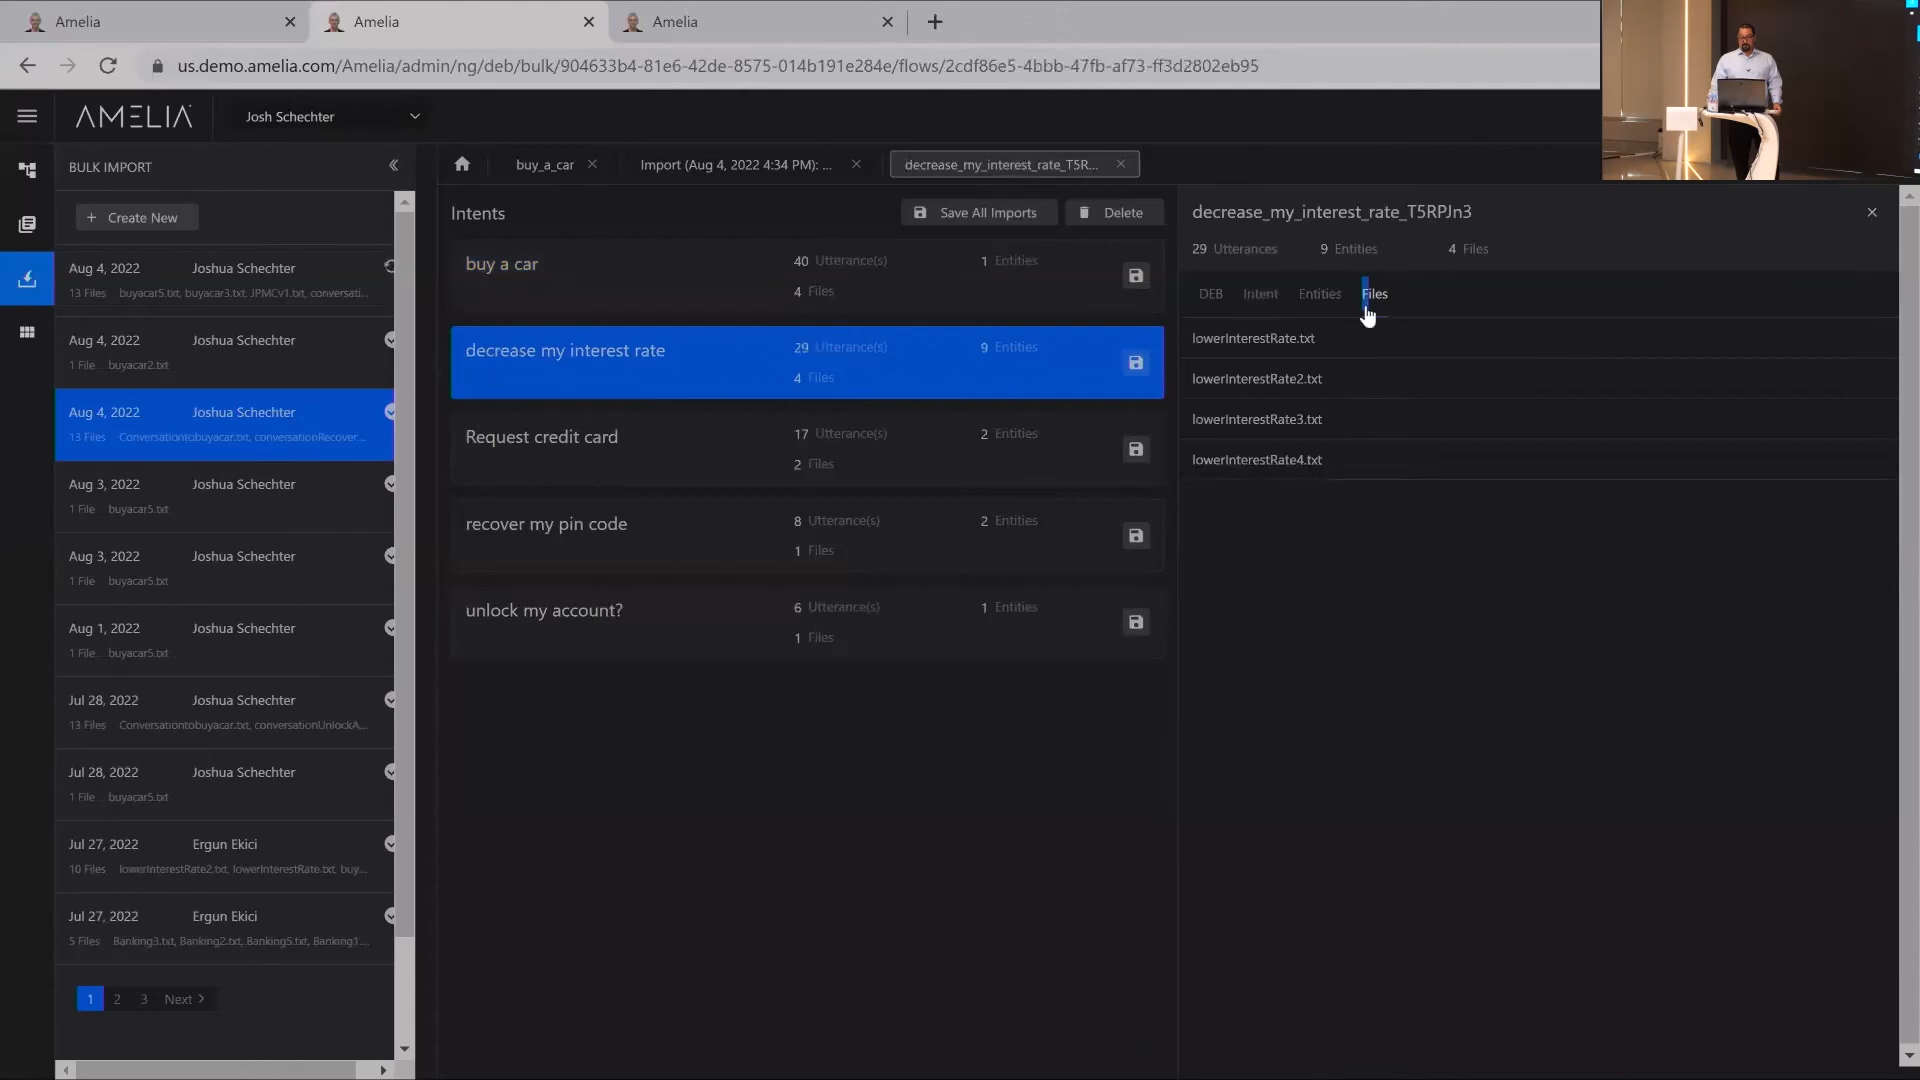 Amelia
Amelia
Amelia
us.demo.amelia.com/Amelia/admin/ng/deb/bulk/904633b4-81e6-42de-8575-014b191e284e/flows/2cdf86e5-4bbb-47fb-af73-ff3d2802eb95
AMELIA
Josh Schechter
BULK IMPORT
Create New
Aug 4, 2022 Joshua Schechter
13 Files buyacar5.txt, buyacar3.txt, JPMCv1.txt, conversati...
Aug 4, 2022 Joshua Schechter
1 File buyacar2.txt
Aug 4, 2022 Joshua Schechter
13 Files Conversationtobuyacar.txt, conversationRecover...
Aug 3, 2022 Joshua Schechter
1 File buyacar5.txt
Aug 3, 2022 Joshua Schechter
1 File buyacar5.txt
Aug 1, 2022 Joshua Schechter
1 File buyacar5.txt
Jul 28, 2022 Joshua Schechter
13 Files Conversationtobuyacar.txt, conversationUnlockA...
Jul 28, 2022 Joshua Schechter
1 File buyacar5.txt
Jul 27, 2022 Ergun Ekici
10 Files lowerInterestRate2.txt, lowerInterestRate.txt, buy...
Jul 27, 2022 Ergun Ekici
5 Files Banking3.txt, Banking2.txt, Banking5.txt, Banking1....
1 2 3 Next
buy_a_car
Import (Aug 4, 2022 4:34 PM): ...
decrease_my_interest_rate_T5R...
Intents
Save All Imports
Delete
buy a car
40 Utterance(s) 1 Entities
4 Files
decrease my interest rate
29 Utterance(s) 9 Entities
4 Files
Request credit card
17 Utterance(s) 2 Entities
2 Files
recover my pin code
8 Utterance(s) 2 Entities
1 Files
unlock my account?
6 Utterance(s) 1 Entities
1 Files
decrease_my_interest_rate_T5RPJn3
29 Utterances 9 Entities 4 Files
DEB Intent Entities Files
lowerInterestRate.txt
lowerInterestRate2.txt
lowerInterestRate3.txt
lowerInterestRate4.txt